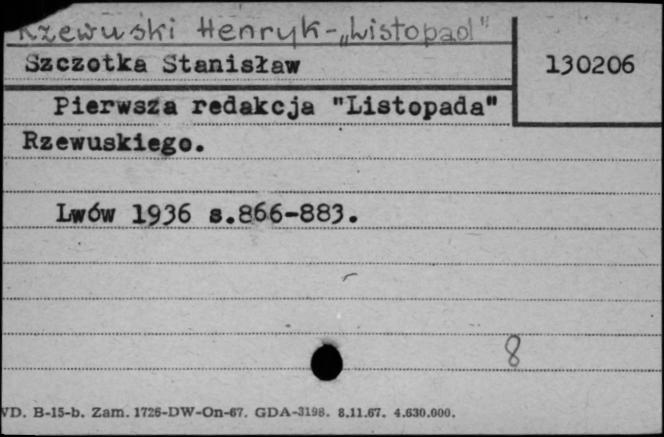 Rzewuski Henryk-„Listopad"
Szczotka Stanisław
130206
Pierwsza redakcja "Listopada"
Rzewuskiego.
Lwów 1936 s.866-883.
8
VD. B-15-b. Zam. 1726-DW-On-67. GDA-3198. 8.11.67. 4.630.000.